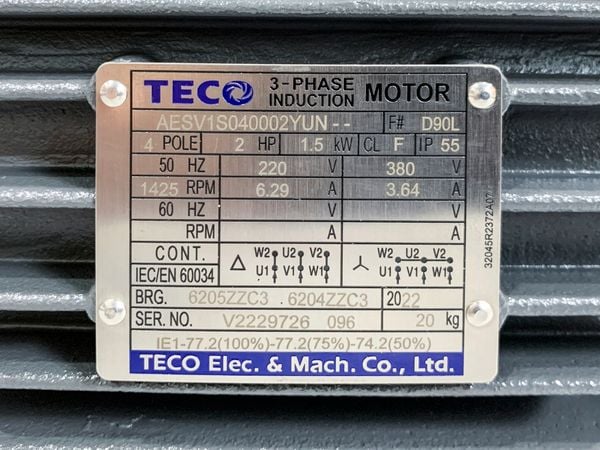 TECO 3-PHASE INDUCTION MOTOR
AESV1S040002YUN-- F# D90L
4 POLE 2 HP 1.5 kW CL F IP 55
50 HZ 220 V 380 V
1425 RPM 6.29 A 3.64 A
60 HZ V V
RPM A A
CONT. W2 U2 V2 W2 U2 V2
IEC/EN 60034 △ U1 V1 W1 U1 V1 W1
BRG. 6205ZZC3 6204ZZC3 2022
SER. NO. V2229726 096 20 kg
IE1-77.2(100%)-77.2(75%)-74.2(50%)
TECO Elec. & Mach. Co., Ltd.
32045R2372A07